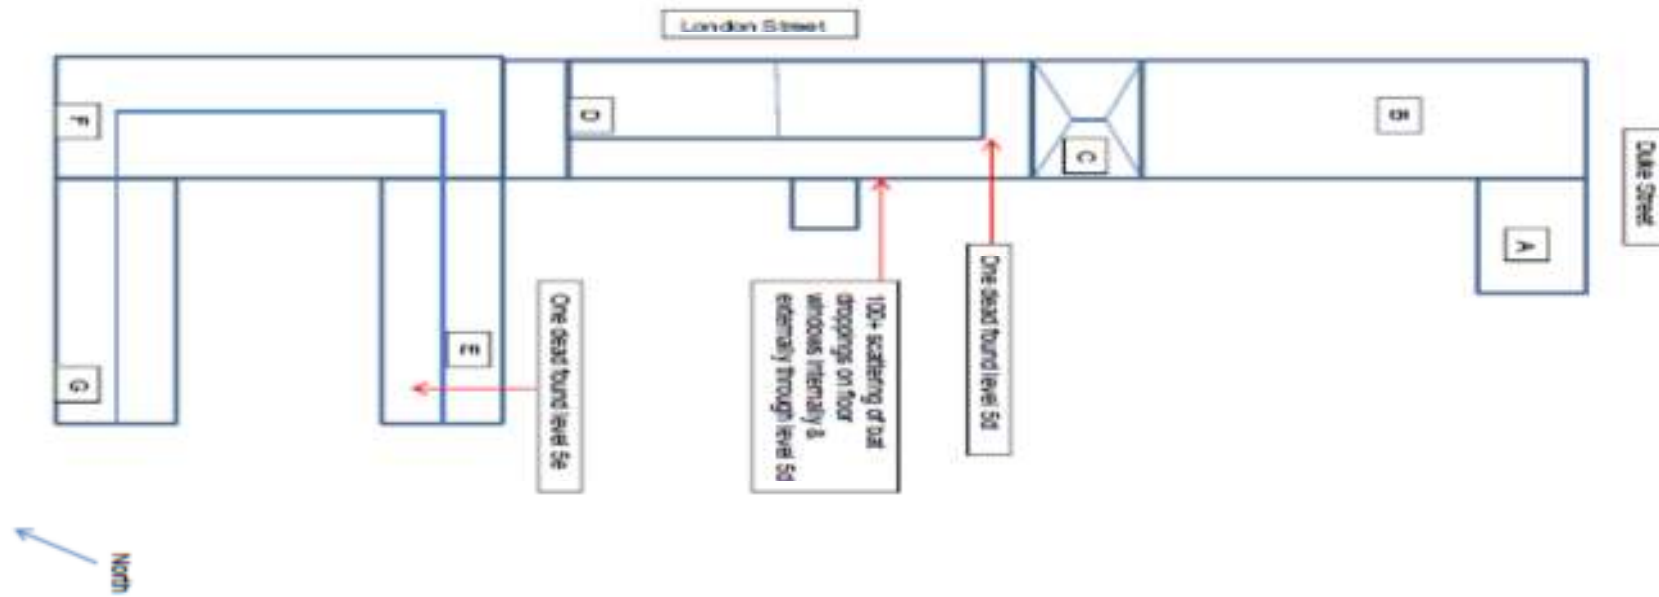 London Street
Duke Street
F
D
C
B
A
E
G
One dead found level 5d
100+ scattering of bat
droppings on floor
windows internally &
externally through level 5d
One dead found level 5e
North